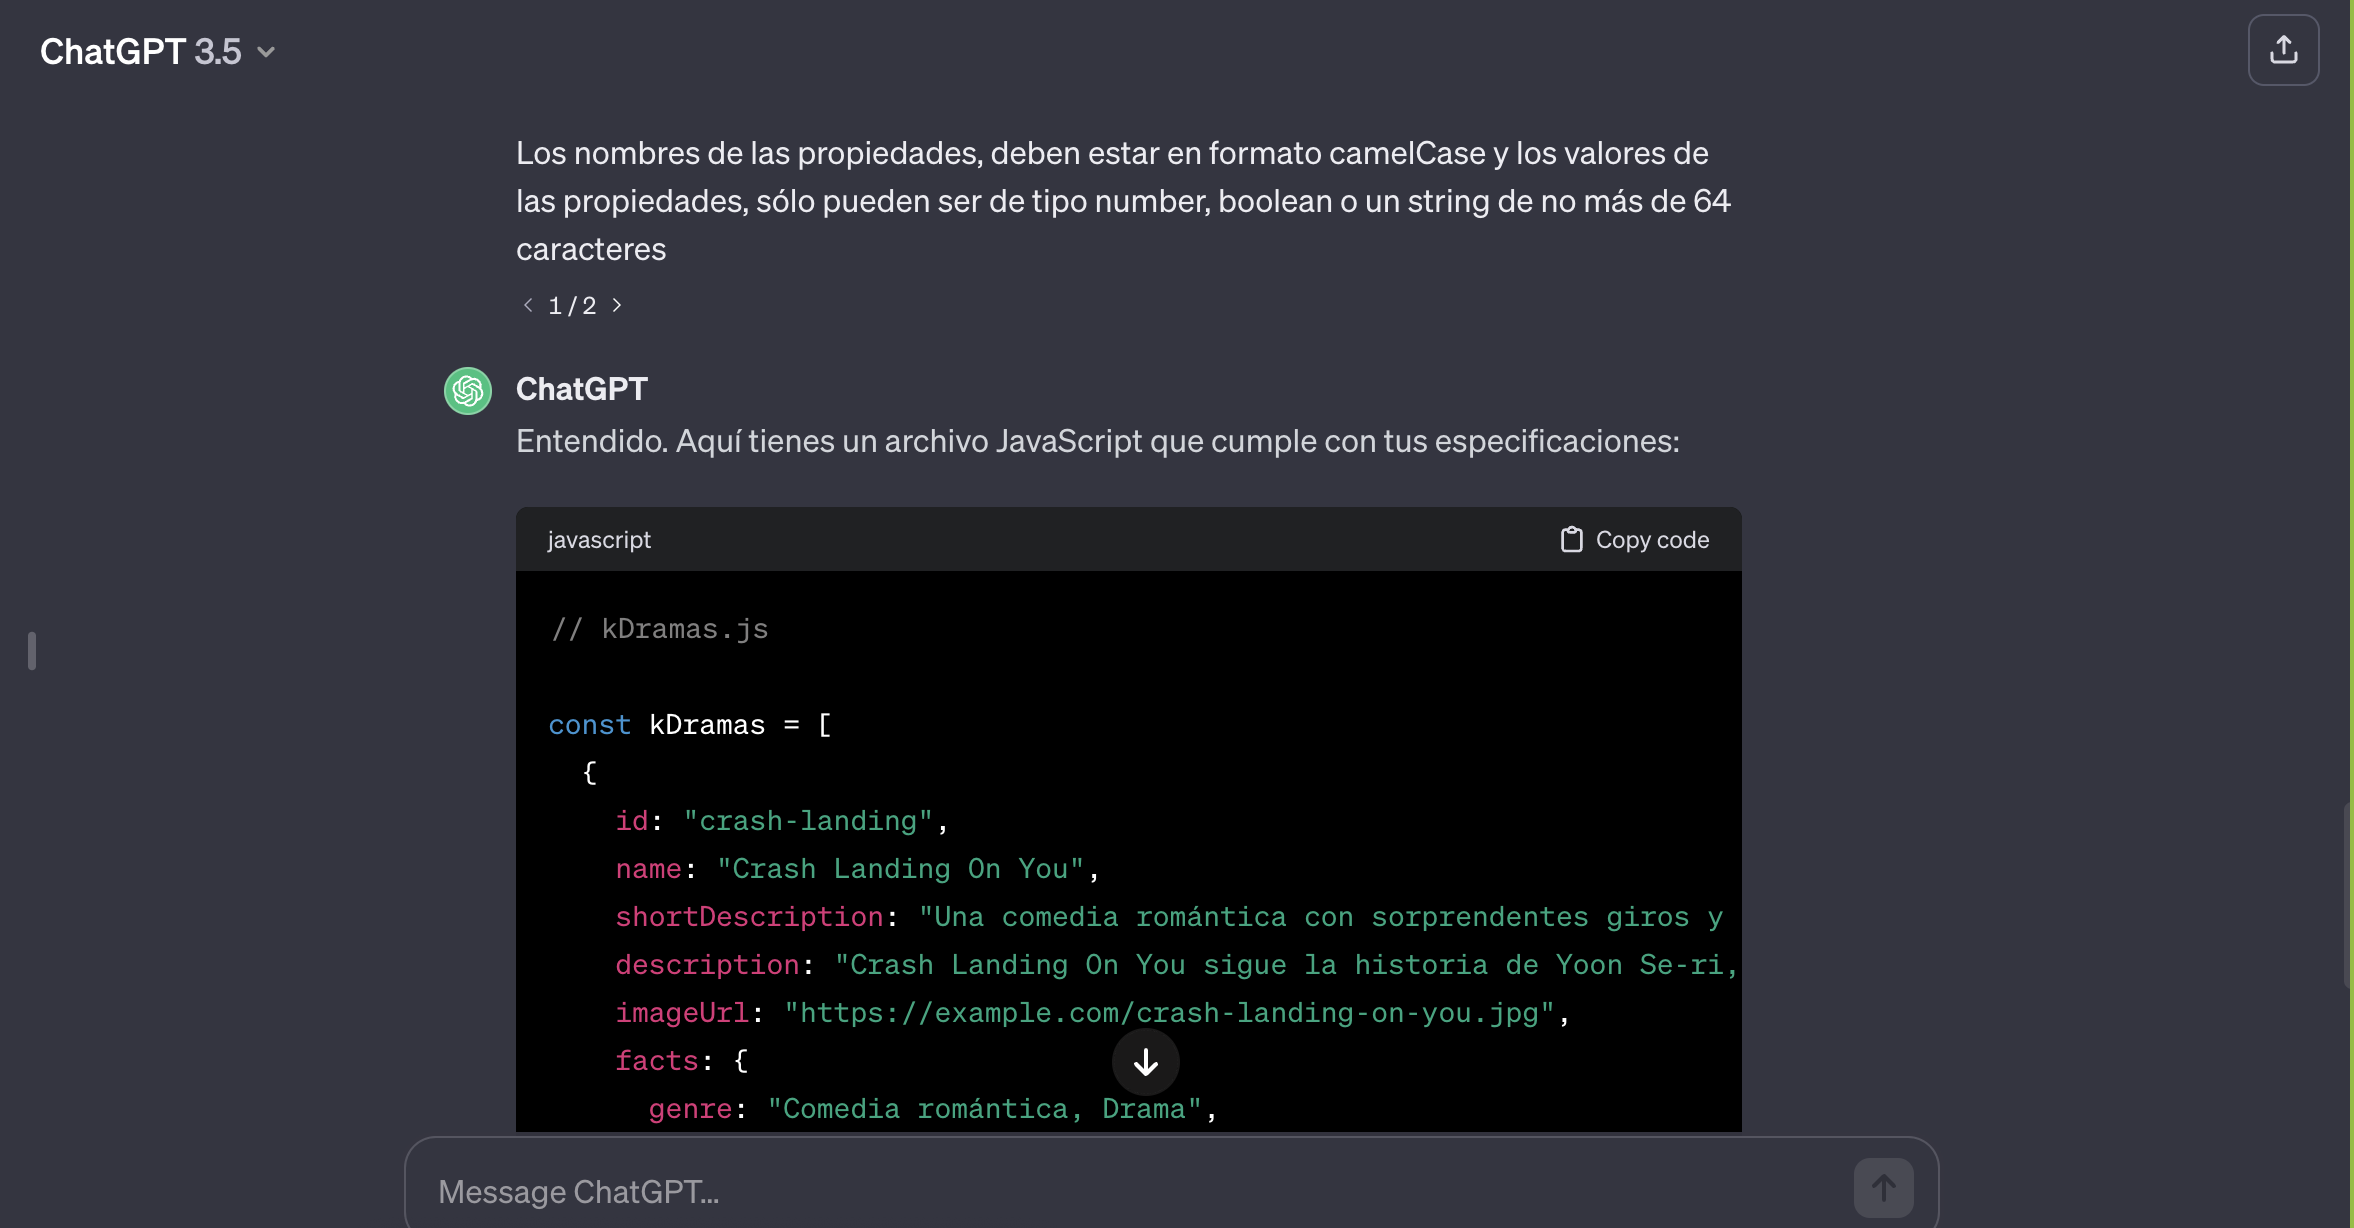 ChatGPT 3.5
Los nombres de las propiedades, deben estar en formato camelCase y los valores de
las propiedades, sólo pueden ser de tipo number, boolean o un string de no más de 64
caracteres
< 1 / 2 >
ChatGPT
Entendido. Aquí tienes un archivo JavaScript que cumple con tus especificaciones:
javascript Copy code
// kDramas.js
const kDramas = [
{
id: "crash-landing",
name: "Crash Landing On You",
shortDescription: "Una comedia romántica con sorprendentes giros y
description: "Crash Landing On You sigue la historia de Yoon Se-ri,
imageUrl: "https://example.com/crash-landing-on-you.jpg",
facts: {
genre: "Comedia romántica, Drama",
Message ChatGPT...